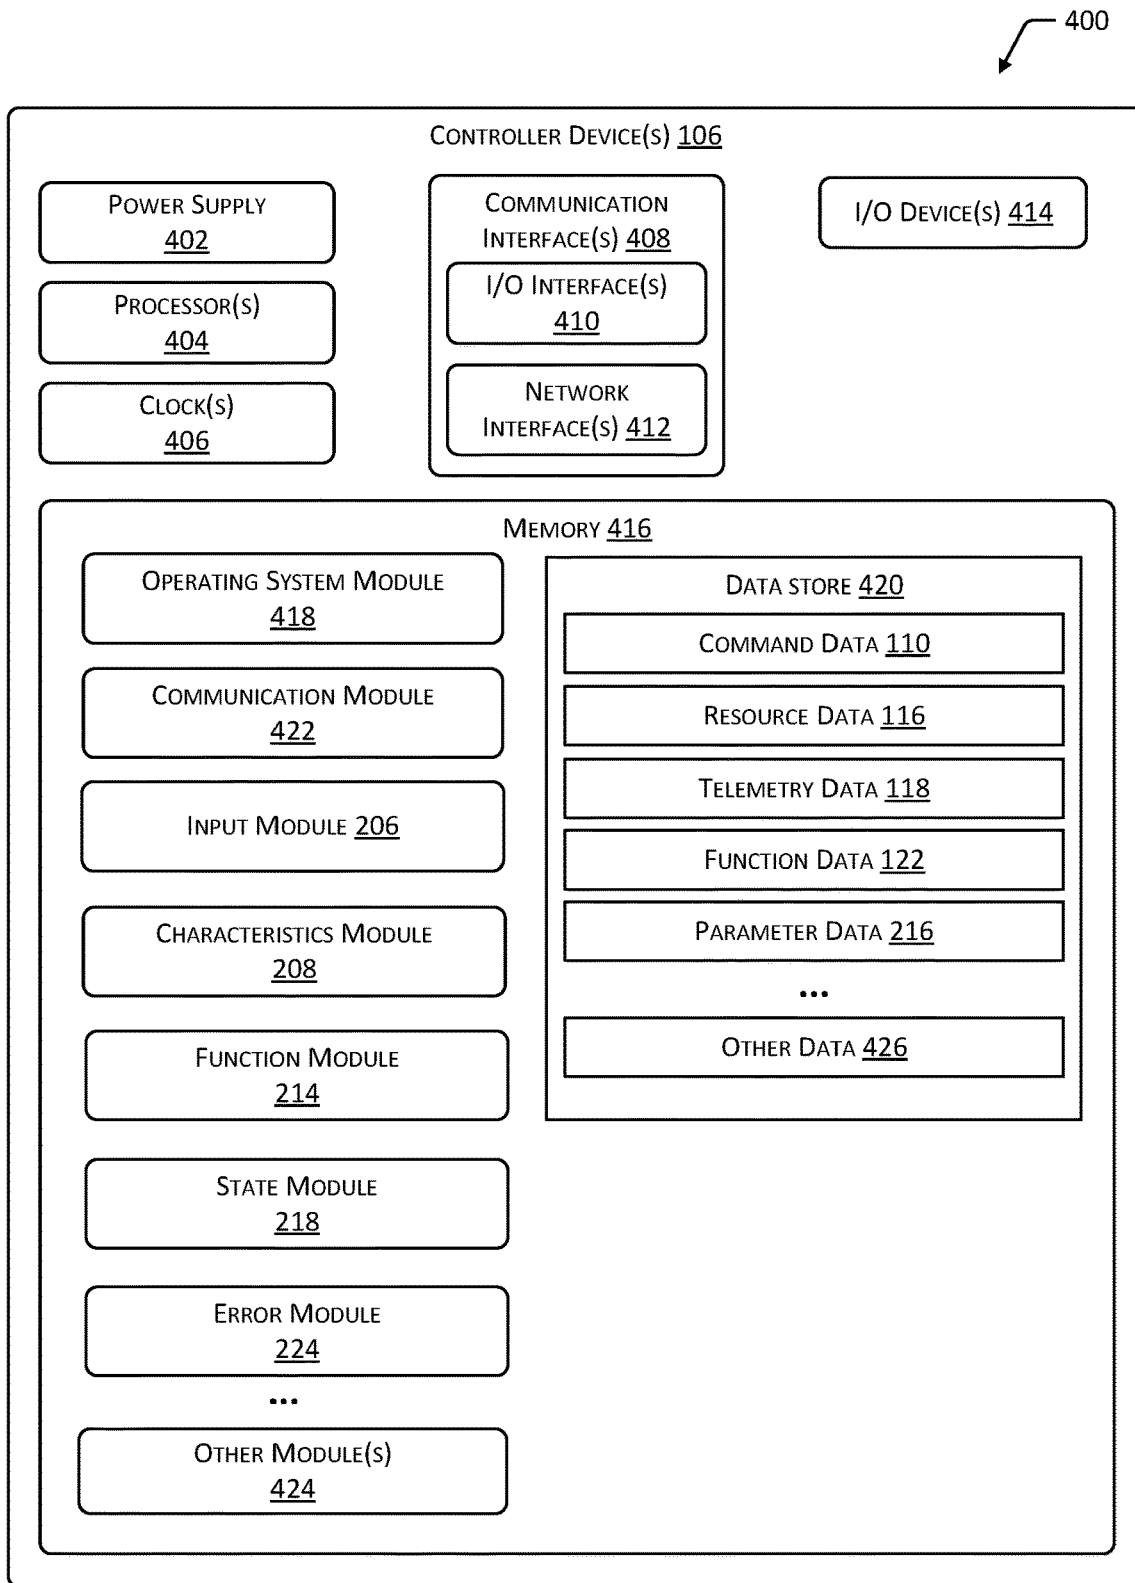 400
CONTROLLER DEVICE(S) 106
POWER SUPPLY
402
PROCESSOR(S)
404
CLOCK(S)
406
COMMUNICATION
INTERFACE(S) 408
I/O INTERFACE(S)
410
NETWORK
INTERFACE(S) 412
I/O DEVICE(S) 414
MEMORY 416
OPERATING SYSTEM MODULE
418
COMMUNICATION MODULE
422
INPUT MODULE 206
CHARACTERISTICS MODULE
208
FUNCTION MODULE
214
STATE MODULE
218
ERROR MODULE
224
...
OTHER MODULE(S)
424
DATA STORE 420
COMMAND DATA 110
RESOURCE DATA 116
TELEMETRY DATA 118
FUNCTION DATA 122
PARAMETER DATA 216
...
OTHER DATA 426